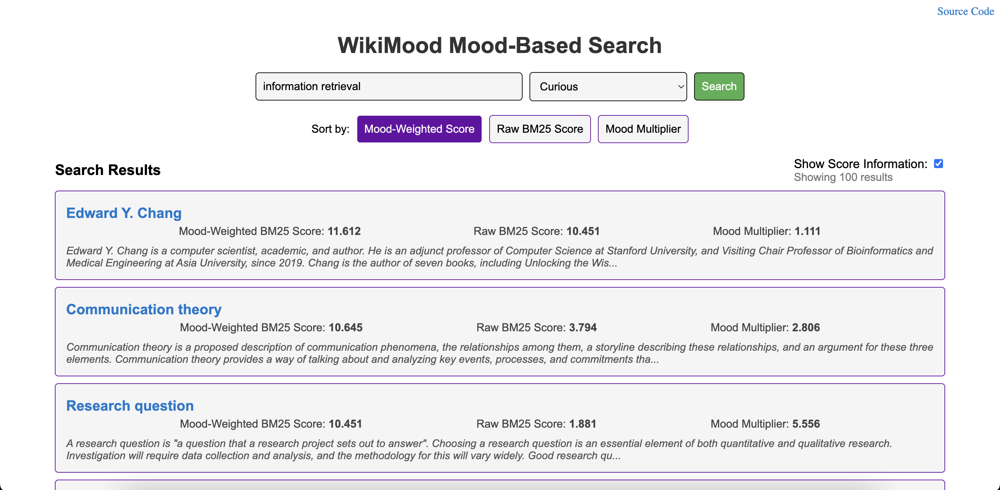 Source Code
WikiMood Mood-Based Search
information retrieval
Curious
Search
Sort by:
Mood-Weighted Score
Raw BM25 Score
Mood Multiplier
Search Results
Show Score Information:
Showing 100 results
Edward Y. Chang
Mood-Weighted BM25 Score: 11.612 Raw BM25 Score: 10.451 Mood Multiplier: 1.111
Edward Y. Chang is a computer scientist, academic, and author. He is an adjunct professor of Computer Science at Stanford University, and Visiting Chair Professor of Bioinformatics and
Medical Engineering at Asia University, since 2019. Chang is the author of seven books, including Unlocking the Wis...
Communication theory
Mood-Weighted BM25 Score: 10.645 Raw BM25 Score: 3.794 Mood Multiplier: 2.806
Communication theory is a proposed description of communication phenomena, the relationships among them, a storyline describing these relationships, and an argument for these three
elements. Communication theory provides a way of talking about and analyzing key events, processes, and commitments tha...
Research question
Mood-Weighted BM25 Score: 10.451 Raw BM25 Score: 1.881 Mood Multiplier: 5.556
A research question is "a question that a research project sets out to answer". Choosing a research question is an essential element of both quantitative and qualitative research.
Investigation will require data collection and analysis, and the methodology for this will vary widely. Good research qu...